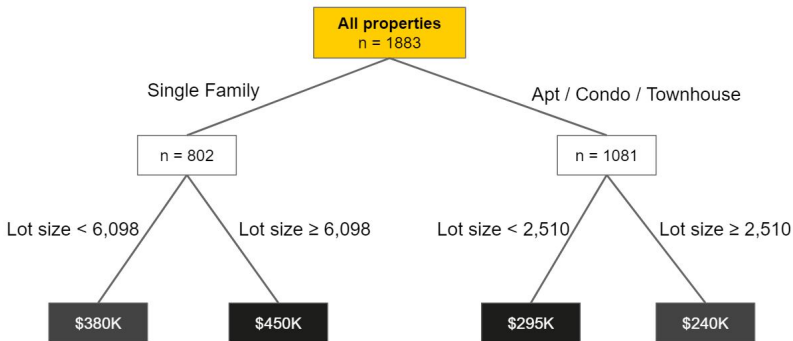 All properties
n = 1883
Single Family
Apt / Condo / Townhouse
n = 802
n = 1081
Lot size < 6,098
Lot size ≥ 6,098
Lot size < 2,510
Lot size ≥ 2,510
$380K
$450K
$295K
$240K